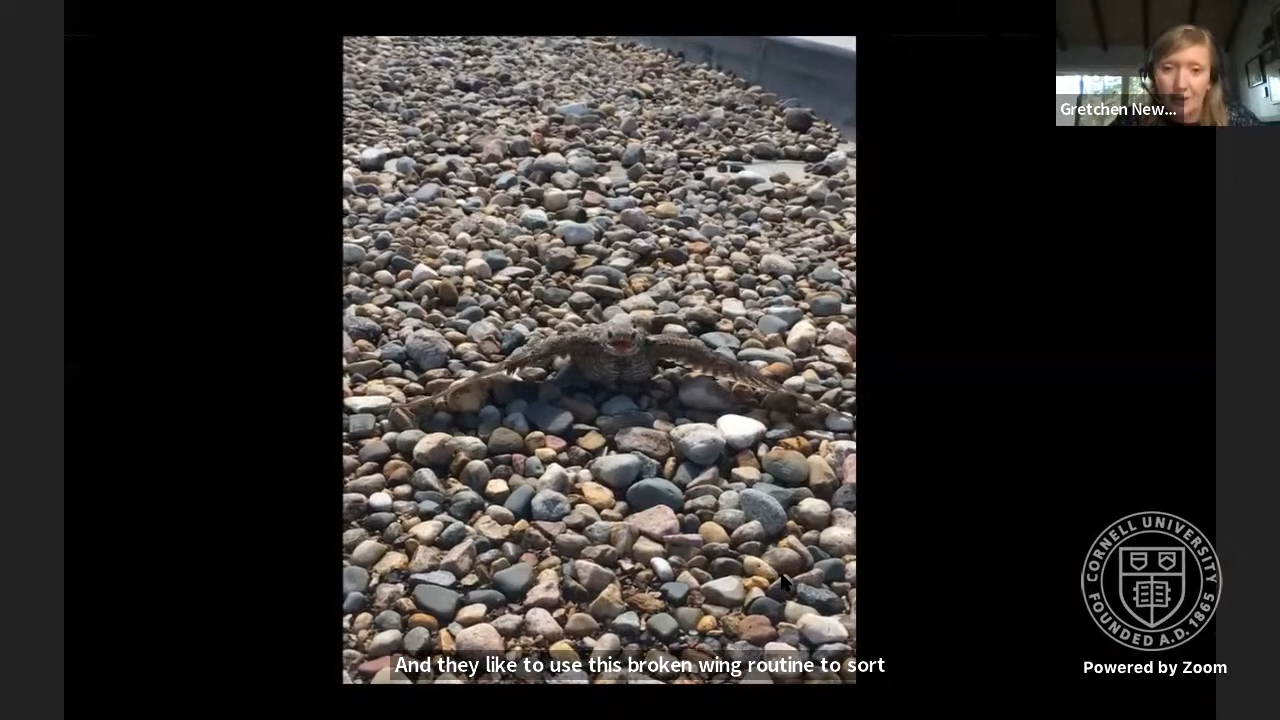 Gretchen New...
CORNELL UNIVERSITY
FOUNDED A.D. 1865
And they like to use this broken wing routine to sort
Powered by Zoom